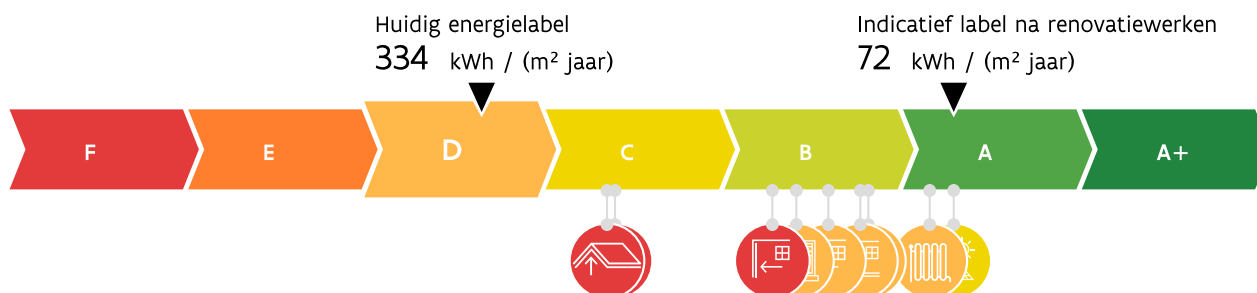 Huidig energielabel
334 kWh / (m² jaar)
Indicatief label na renovatiewerken
72 kWh / (m² jaar)
F E D C B A A+